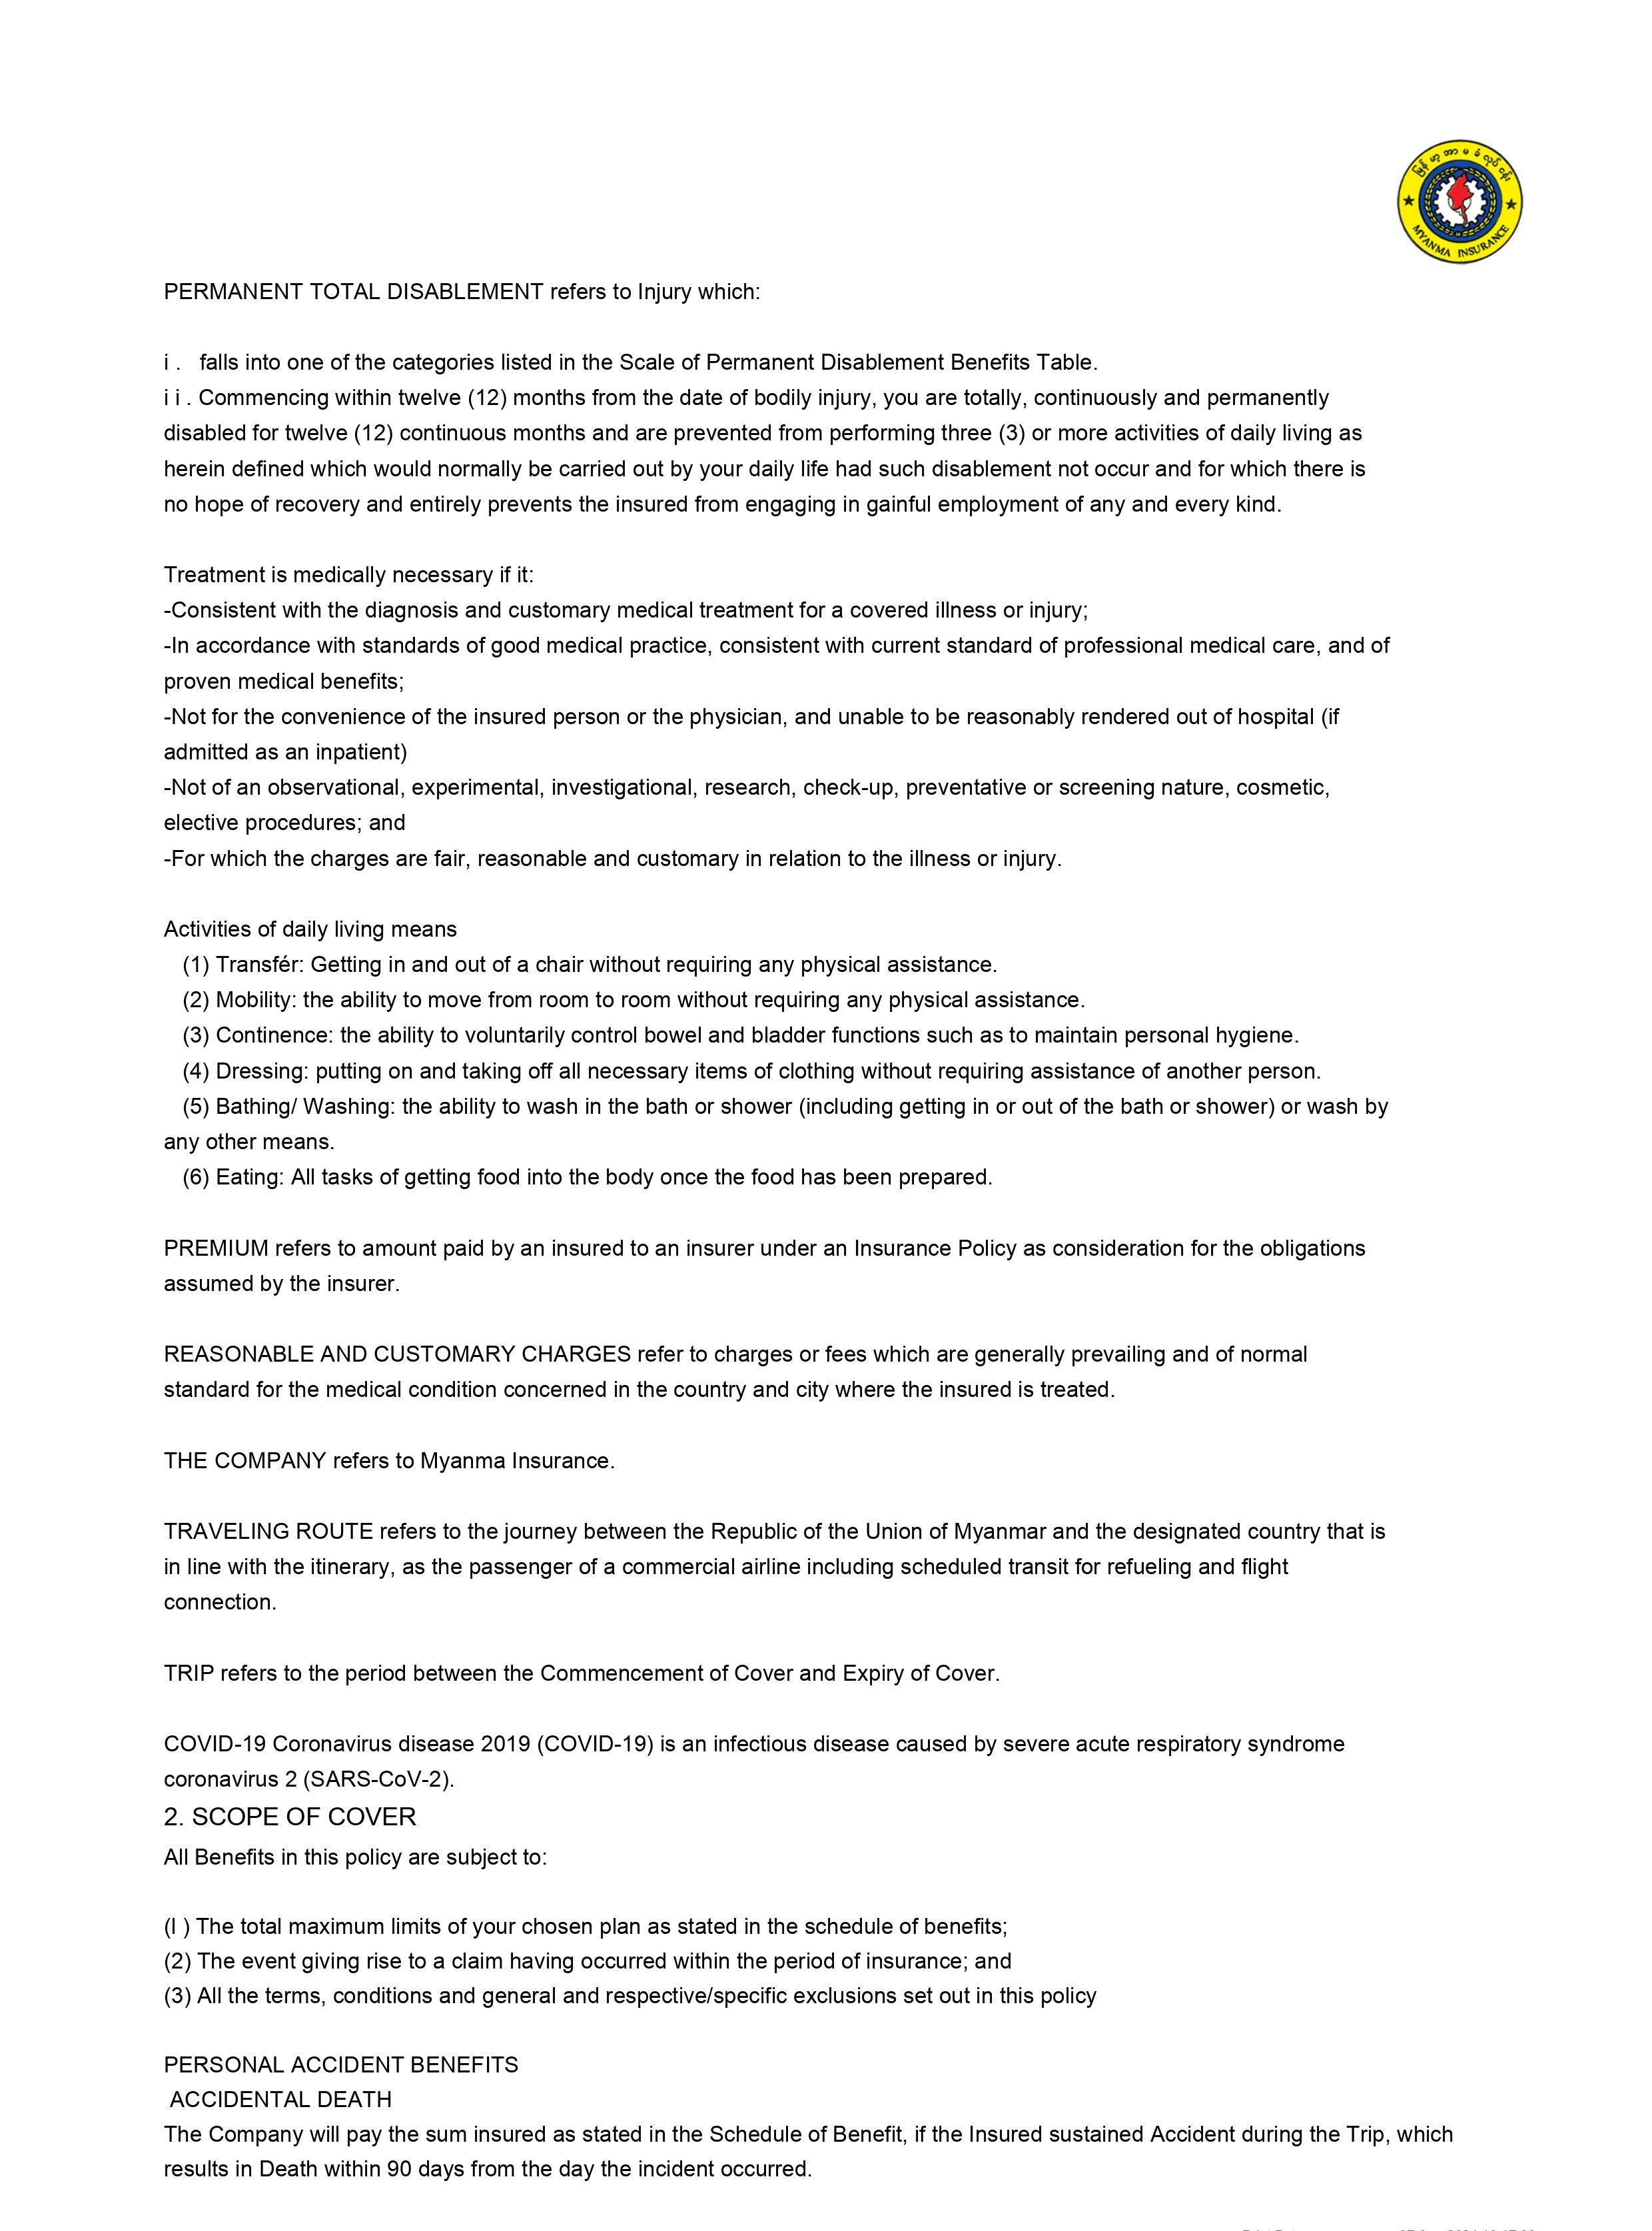 မြန်မာ့အာမခံလုပ်ငန်း
MYANMA INSURANCE
PERMANENT TOTAL DISABLEMENT refers to Injury which:
i . falls into one of the categories listed in the Scale of Permanent Disablement Benefits Table.
i i . Commencing within twelve (12) months from the date of bodily injury, you are totally, continuously and permanently
disabled for twelve (12) continuous months and are prevented from performing three (3) or more activities of daily living as
herein defined which would normally be carried out by your daily life had such disablement not occur and for which there is
no hope of recovery and entirely prevents the insured from engaging in gainful employment of any and every kind.
Treatment is medically necessary if it:
-Consistent with the diagnosis and customary medical treatment for a covered illness or injury;
-In accordance with standards of good medical practice, consistent with current standard of professional medical care, and of
proven medical benefits;
-Not for the convenience of the insured person or the physician, and unable to be reasonably rendered out of hospital (if
admitted as an inpatient)
-Not of an observational, experimental, investigational, research, check-up, preventative or screening nature, cosmetic,
elective procedures; and
-For which the charges are fair, reasonable and customary in relation to the illness or injury.
Activities of daily living means
(1) Transfér: Getting in and out of a chair without requiring any physical assistance.
(2) Mobility: the ability to move from room to room without requiring any physical assistance.
(3) Continence: the ability to voluntarily control bowel and bladder functions such as to maintain personal hygiene.
(4) Dressing: putting on and taking off all necessary items of clothing without requiring assistance of another person.
(5) Bathing/ Washing: the ability to wash in the bath or shower (including getting in or out of the bath or shower) or wash by
any other means.
(6) Eating: All tasks of getting food into the body once the food has been prepared.
PREMIUM refers to amount paid by an insured to an insurer under an Insurance Policy as consideration for the obligations
assumed by the insurer.
REASONABLE AND CUSTOMARY CHARGES refer to charges or fees which are generally prevailing and of normal
standard for the medical condition concerned in the country and city where the insured is treated.
THE COMPANY refers to Myanma Insurance.
TRAVELING ROUTE refers to the journey between the Republic of the Union of Myanmar and the designated country that is
in line with the itinerary, as the passenger of a commercial airline including scheduled transit for refueling and flight
connection.
TRIP refers to the period between the Commencement of Cover and Expiry of Cover.
COVID-19 Coronavirus disease 2019 (COVID-19) is an infectious disease caused by severe acute respiratory syndrome
coronavirus 2 (SARS-CoV-2).
2. SCOPE OF COVER
All Benefits in this policy are subject to:
(l ) The total maximum limits of your chosen plan as stated in the schedule of benefits;
(2) The event giving rise to a claim having occurred within the period of insurance; and
(3) All the terms, conditions and general and respective/specific exclusions set out in this policy
PERSONAL ACCIDENT BENEFITS
ACCIDENTAL DEATH
The Company will pay the sum insured as stated in the Schedule of Benefit, if the Insured sustained Accident during the Trip, which
results in Death within 90 days from the day the incident occurred.